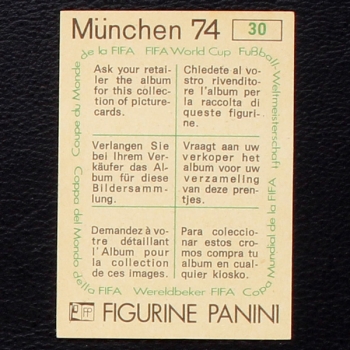 München 74 30
de la FIFA FIFA World Cup Fußball-Weltmeisterschaft
Coupe du Monde
Ask your retai-
ler the album
for this collec-
tion of picture-
cards.
Chiedete al vo-
stro rivendito-
re l'album per
la raccolta di
queste figuri-
ne.
Verlangen Sie
bei Ihrem Ver-
käufer das Al-
bum für diese
Bildersamm-
lung.
Vraagt aan uw
verkoper het
album voor uw
verzameling
van deze pren-
tjes.
Demandez à vo-
tre détaillant
l'Album pour
la collection
de ces images.
Para coleccio-
nar estos cro-
mos compra tu
album en cual-
quier kiosko.
Coppa del Mondo
della FIFA Wereldbeker FIFA Copa Mundial de la FIFA
FP FIGURINE PANINI